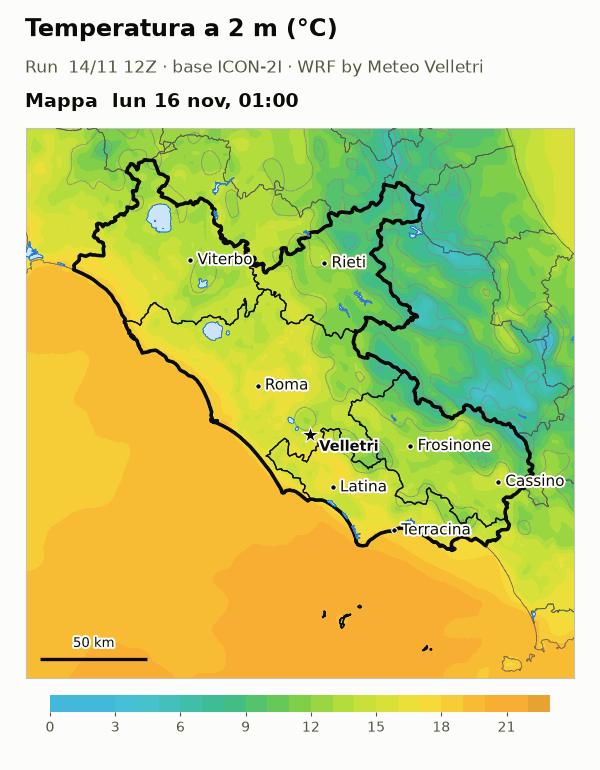 Temperatura a 2 m (°C)
Run 14/11 12Z · base ICON-2I · WRF by Meteo Velletri
Mappa lun 16 nov, 01:00
Viterbo
Rieti
Roma
Velletri
Frosinone
Latina
Cassino
Terracina
50 km
0 3 6 9 12 15 18 21